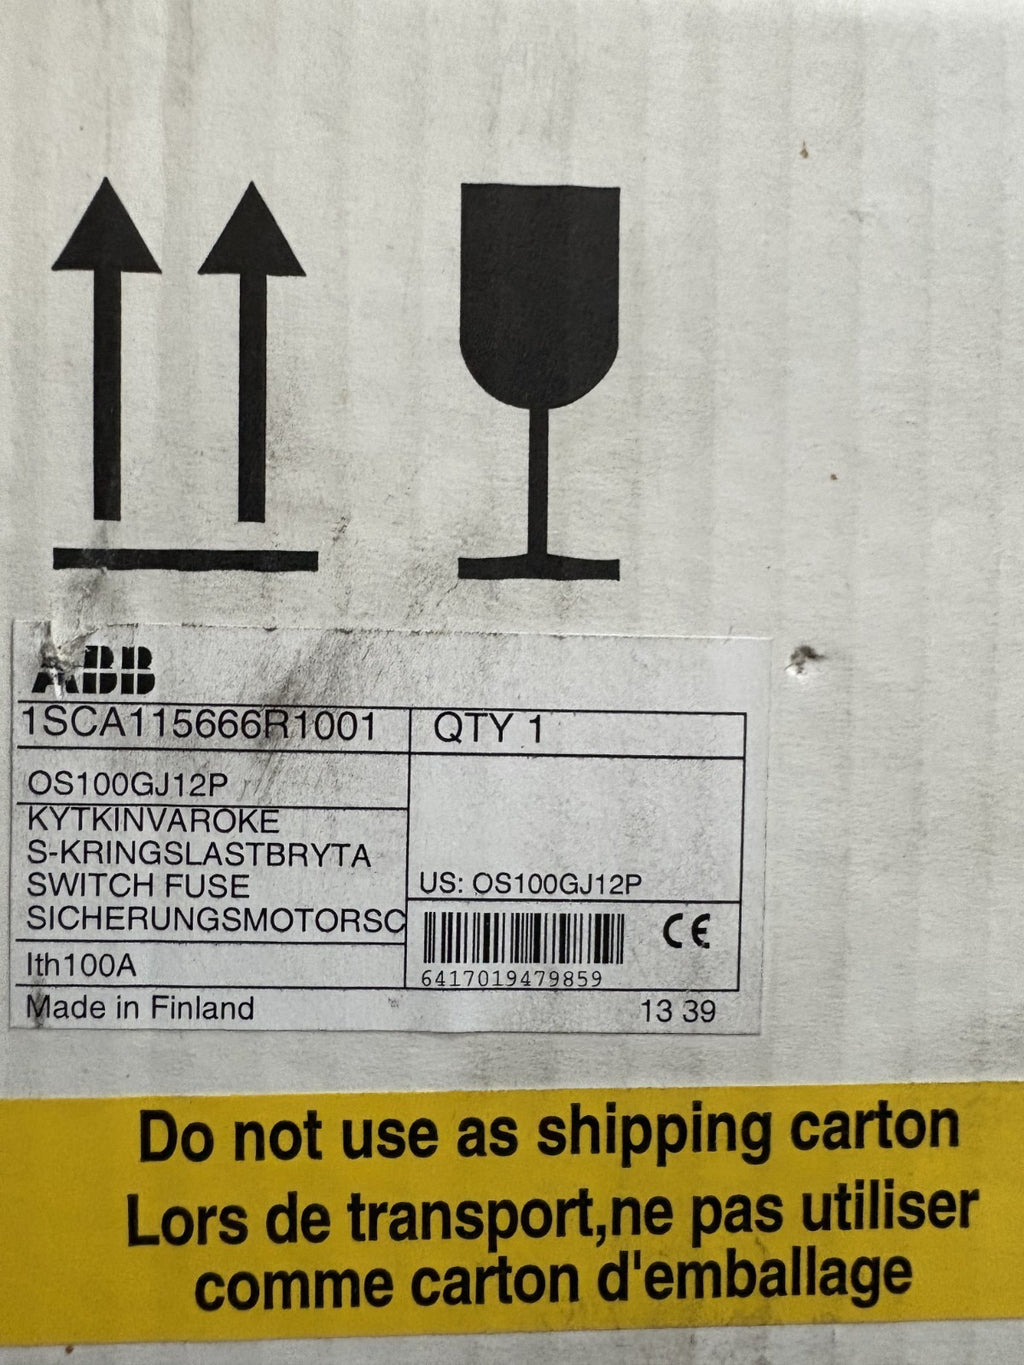 ABB
1SCA115666R1001
QTY 1
OS100GJ12P
KYTKINVAROKE
S-KRINGSLASTBRYTA
SWITCH FUSE
SICHERUNGSMOTORSC
US: OS100GJ12P
CE
6417019479859
Ith100A
Made in Finland
13 39
Do not use as shipping carton
Lors de transport,ne pas utiliser
comme carton d'emballage